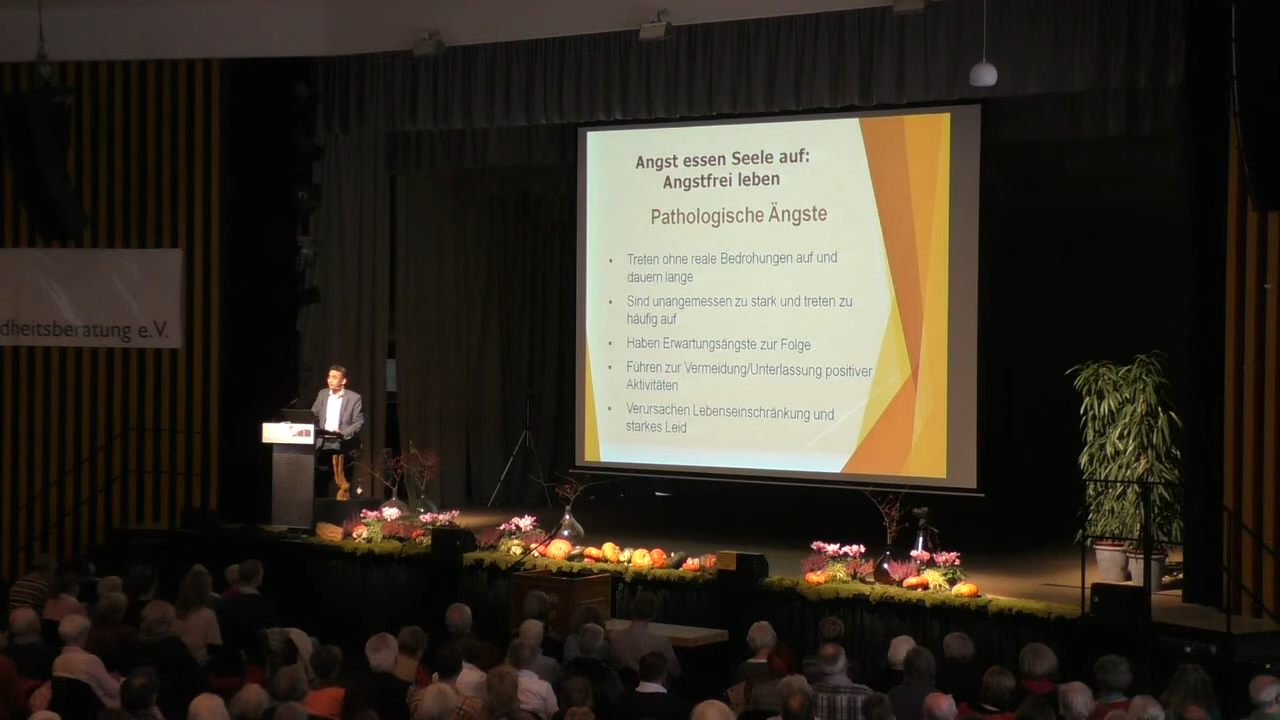 dheitsberatung e.V.
Angst essen Seele auf:
Angstfrei leben
Pathologische Ängste
• Treten ohne reale Bedrohungen auf und
dauern lange
• Sind unangemessen zu stark und treten zu
häufig auf
• Haben Erwartungsängste zur Folge
• Führen zur Vermeidung/Unterlassung positiver
Aktivitäten
• Verursachen Lebenseinschränkung und
starkes Leid